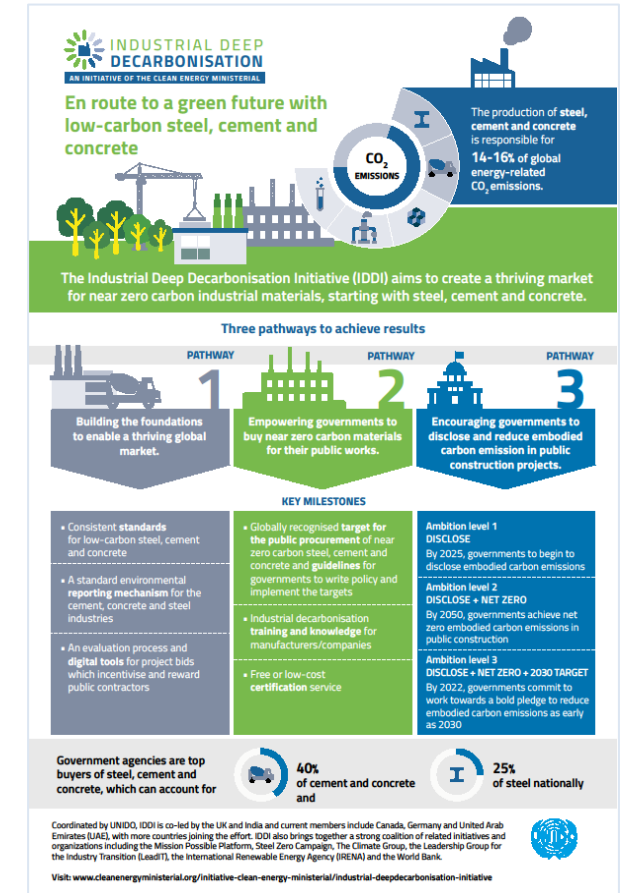 INDUSTRIAL DEEP
DECARBONISATION
AN INITIATIVE OF THE CLEAN ENERGY MINISTERIAL
En route to a green future with
low-carbon steel, cement and
concrete
CO2
EMISSIONS
The production of steel,
cement and concrete
is responsible for
14-16% of global
energy-related
CO2 emissions.
The Industrial Deep Decarbonisation Initiative (IDDI) aims to create a thriving market
for near zero carbon industrial materials, starting with steel, cement and concrete.
Three pathways to achieve results
PATHWAY
1
Building the foundations
to enable a thriving global
market.
PATHWAY
2
Empowering governments to
buy near zero carbon materials
for their public works.
PATHWAY
3
Encouraging governments to
disclose and reduce embodied
carbon emission in public
construction projects.
KEY MILESTONES
• Consistent standards
for low-carbon steel, cement
and concrete
• A standard environmental
reporting mechanism for the
cement, concrete and steel
industries
• An evaluation process and
digital tools for project bids
which incentivise and reward
public contractors
• Globally recognised target for
the public procurement of near
zero carbon steel, cement and
concrete and guidelines for
governments to write policy and
implement the targets
• Industrial decarbonisation
training and knowledge for
manufacturers/companies
• Free or low-cost
certification service
Ambition level 1
DISCLOSE
By 2025, governments to begin to
disclose embodied carbon emissions
Ambition level 2
DISCLOSE + NET ZERO
By 2050, governments achieve net
zero embodied carbon emissions in
public construction
Ambition level 3
DISCLOSE + NET ZERO + 2030 TARGET
By 2022, governments commit to
work towards a bold pledge to reduce
embodied carbon emissions as early
as 2030
Government agencies are top
buyers of steel, cement and
concrete, which can account for
40%
of cement and concrete
and
25%
of steel nationally
Coordinated by UNIDO, IDDI is co-led by the UK and India and current members include Canada, Germany and United Arab
Emirates (UAE), with more countries joining the effort. IDDI also brings together a strong coalition of related initiatives and
organizations including the Mission Possible Platform, Steel Zero Campaign, The Climate Group, the Leadership Group for
the Industry Transition (LeadIT), the International Renewable Energy Agency (IRENA) and the World Bank.
Visit: www.cleanenergyministerial.org/initiative-clean-energy-ministerial/industrial-deepdecarbonisation-initiative